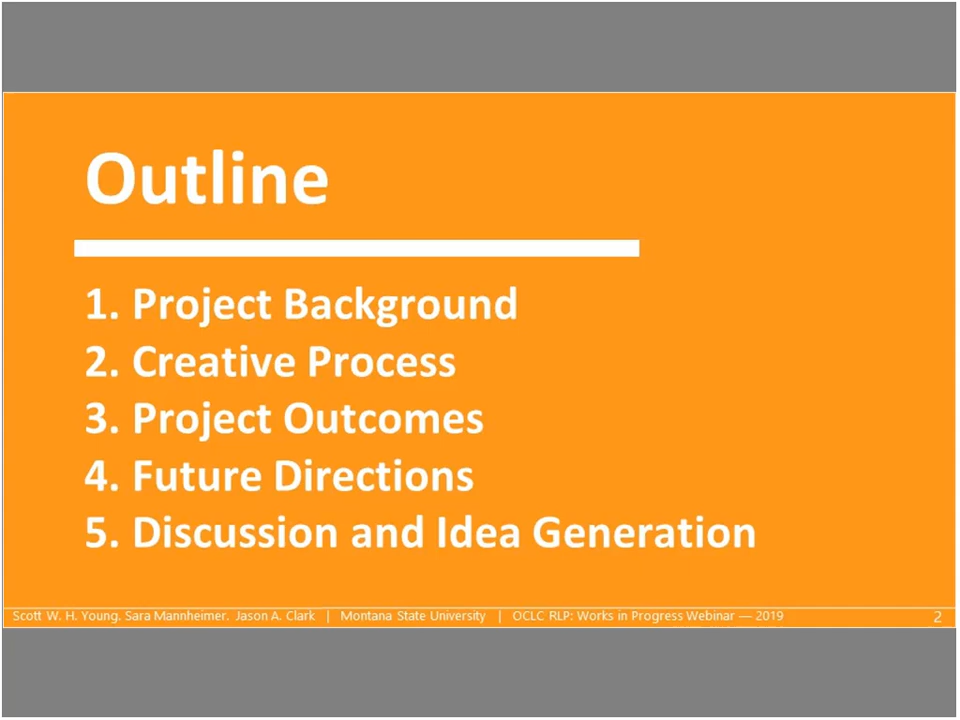 Outline
1. Project Background
2. Creative Process
3. Project Outcomes
4. Future Directions
5. Discussion and Idea Generation
Scott W. H. Young. Sara Mannheimer. Jason A. Clark | Montana State University | OCLC RLP: Works in Progress Webinar — 2019 2